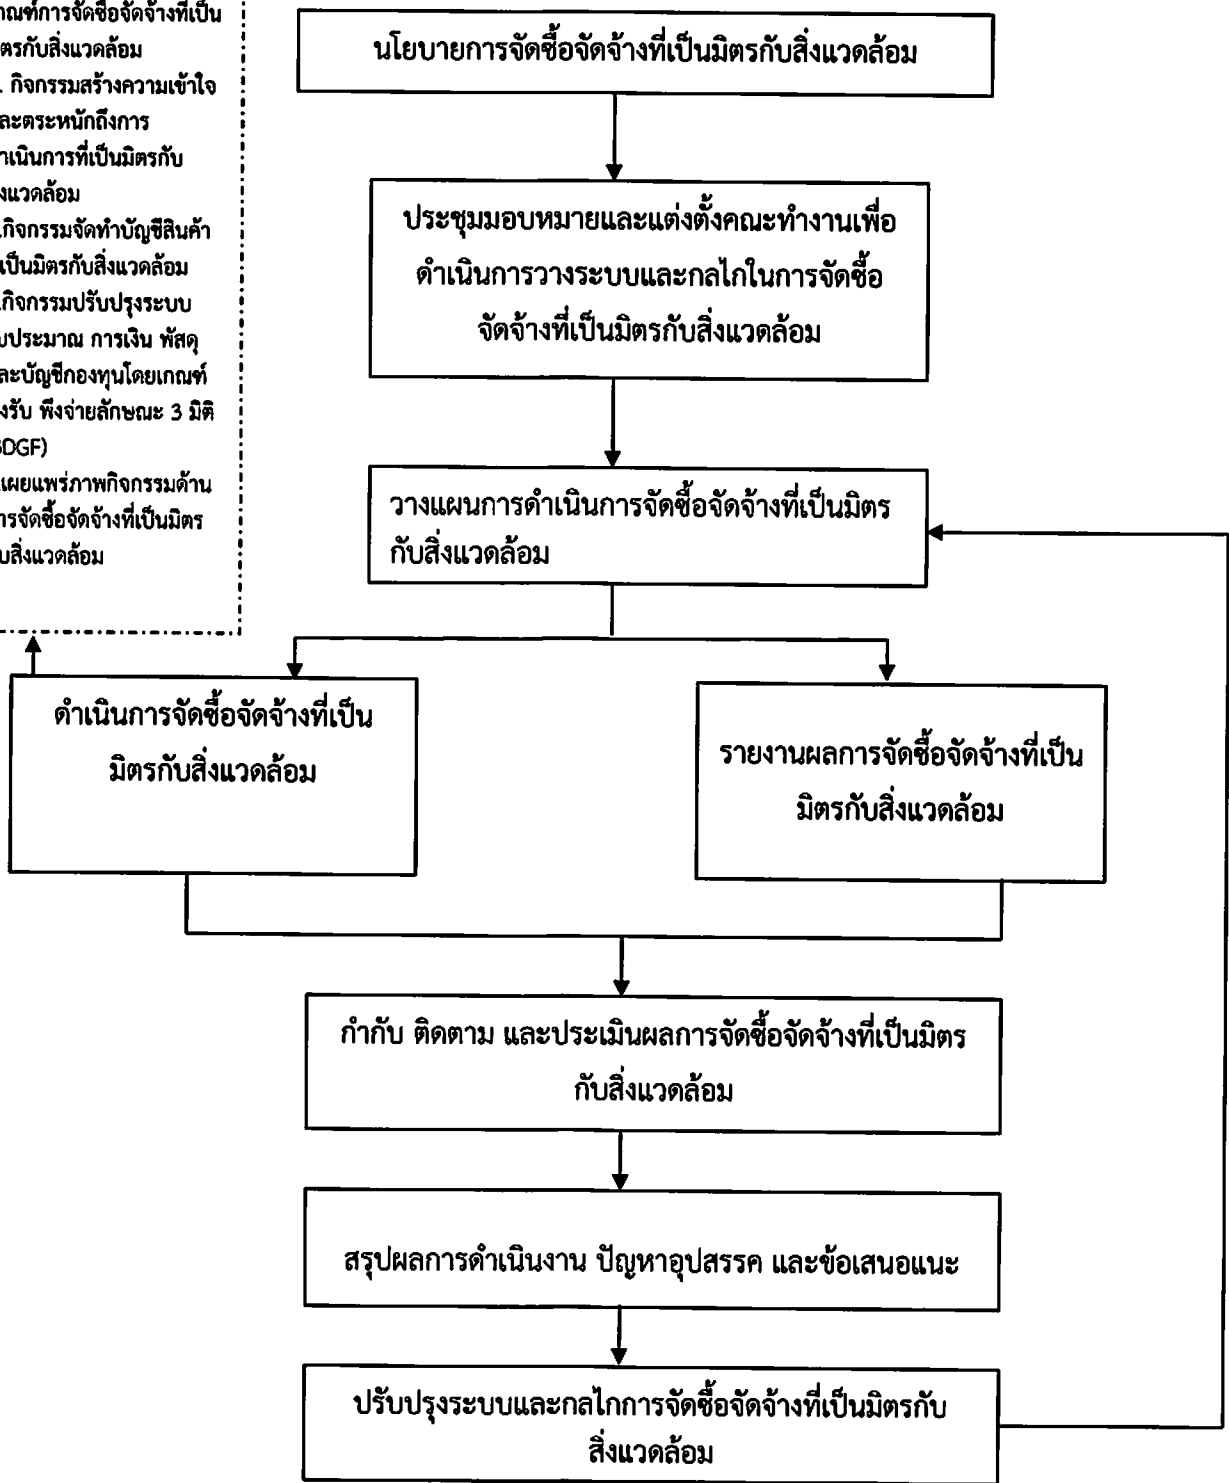 นโยบายการจัดซื้อจัดจ้างที่เป็นมิตรกับสิ่งแวดล้อม
ประชุมมอบหมายและแต่งตั้งคณะทำงานเพื่อ
ดำเนินการวางระบบและกลไกในการจัดซื้อ
จัดจ้างที่เป็นมิตรกับสิ่งแวดล้อม
วางแผนการดำเนินการจัดซื้อจัดจ้างที่เป็นมิตร
กับสิ่งแวดล้อม
การจัดซื้อจัดจ้างที่เป็น
กับสิ่งแวดล้อม
กิจกรรมสร้างความเข้าใจ
ตระหนักถึงการ
เนินการที่เป็นมิตรกับ
แวดล้อม
กิจกรรมจัดทำบัญชีสินค้า
เป็นมิตรกับสิ่งแวดล้อม
กิจกรรมปรับปรุงระบบ
ประมาณ การเงิน พัสดุ
ละบัญชีกองทุนโดยเกณฑ์
งรับ พึงจ่ายลักษณะ 3 มิติ
DGF)
เผยแพร่ภาพกิจกรรมด้าน
การจัดซื้อจัดจ้างที่เป็นมิตร
บสิ่งแวดล้อม
ดำเนินการจัดซื้อจัดจ้างที่เป็น
มิตรกับสิ่งแวดล้อม
รายงานผลการจัดซื้อจัดจ้างที่เป็น
มิตรกับสิ่งแวดล้อม
กำกับ ติดตาม และประเมินผลการจัดซื้อจัดจ้างที่เป็นมิตร
กับสิ่งแวดล้อม
สรุปผลการดำเนินงาน ปัญหาอุปสรรค และข้อเสนอแนะ
ปรับปรุงระบบและกลไกการจัดซื้อจัดจ้างที่เป็นมิตรกับ
สิ่งแวดล้อม